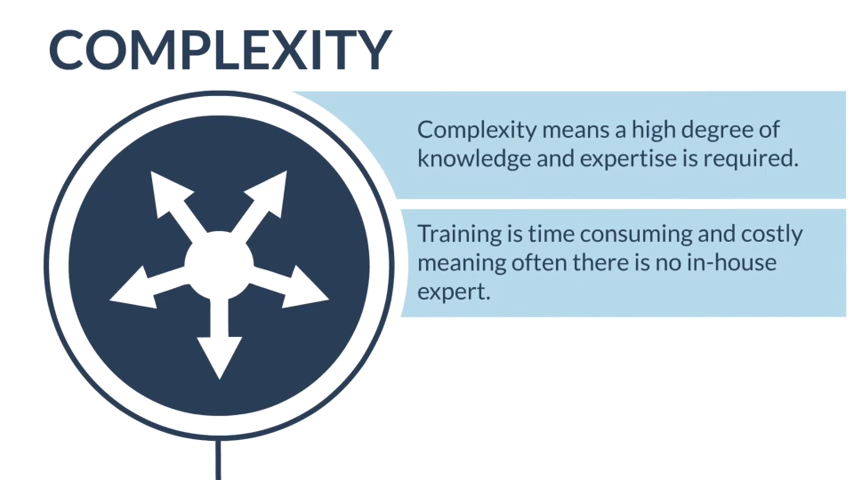 COMPLEXITY
Complexity means a high degree of
knowledge and expertise is required.
Training is time consuming and costly
meaning often there is no in-house
expert.